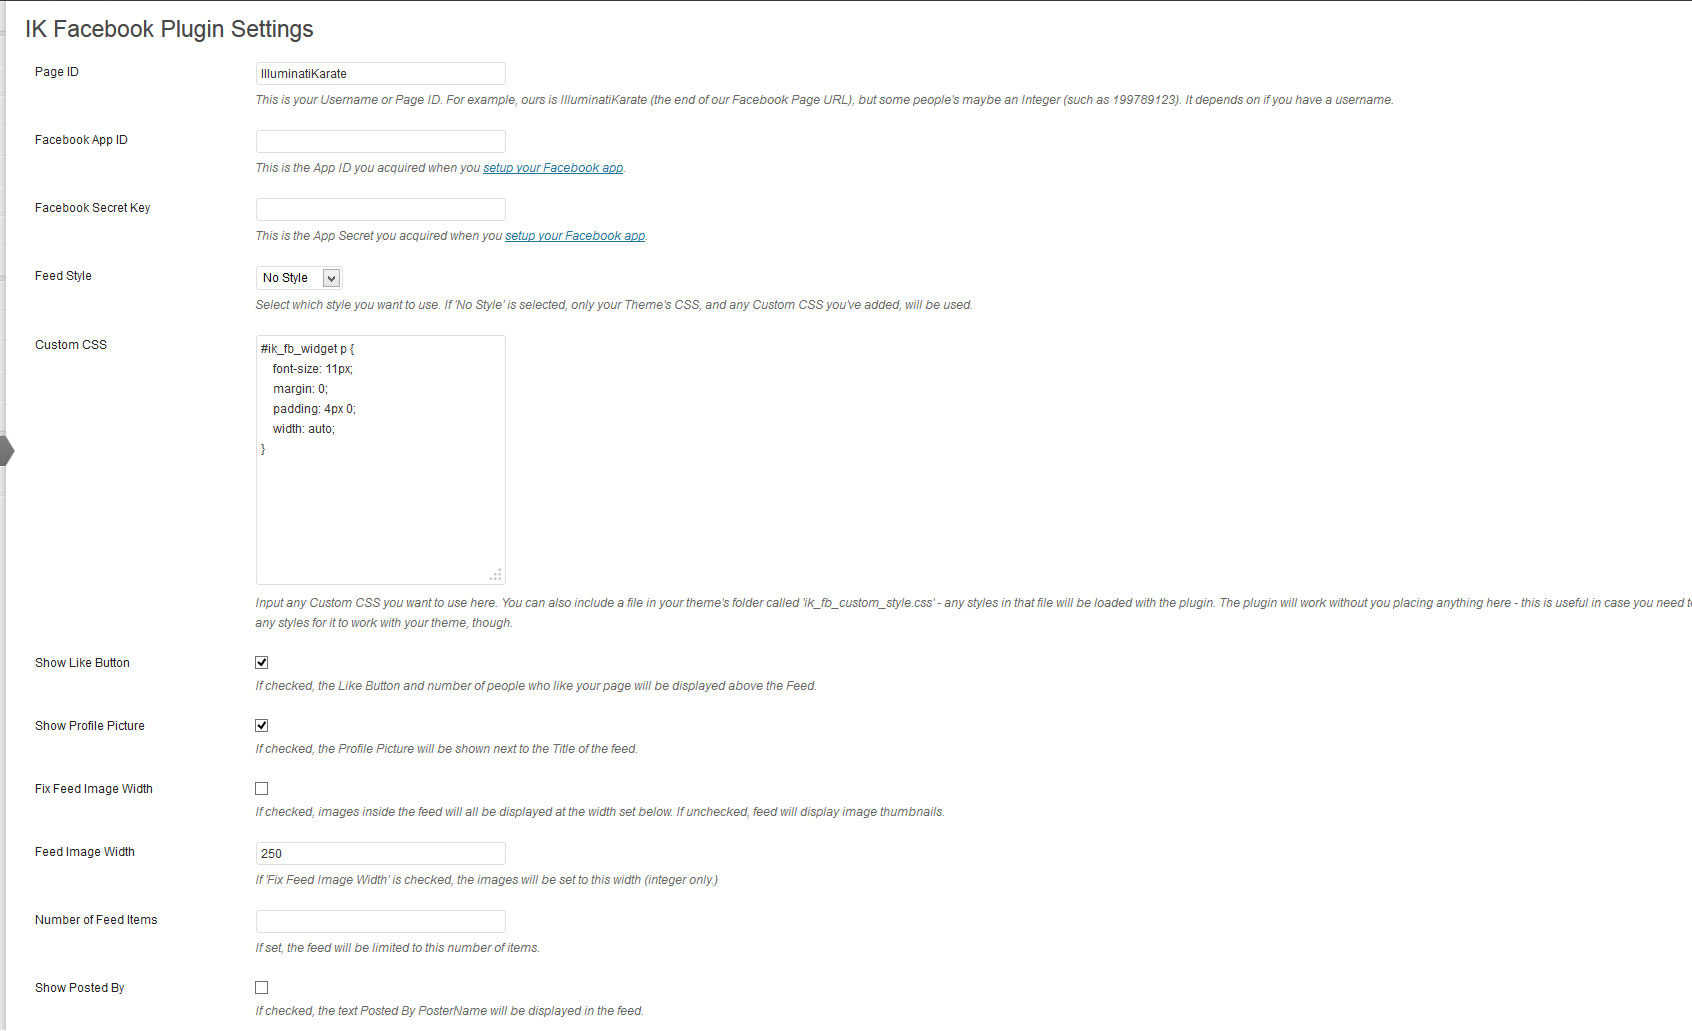 IK Facebook Plugin Settings
Page ID
IlluminatiKarate
This is your Username or Page ID. For example, ours is IlluminatiKarate (the end of our Facebook Page URL), but some people's maybe an Integer (such as 199789123). It depends on if you have a username.
Facebook App ID
This is the App ID you acquired when you setup your Facebook app.
Facebook Secret Key
This is the App Secret you acquired when you setup your Facebook app.
Feed Style
No Style
Select which style you want to use. If 'No Style' is selected, only your Theme's CSS, and any Custom CSS you've added, will be used.
Custom CSS
#ik_fb_widget p {
font-size: 11px;
margin: 0;
padding: 4px 0;
width: auto;
}
Input any Custom CSS you want to use here. You can also include a file in your theme's folder called 'ik_fb_custom_style.css' - any styles in that file will be loaded with the plugin. The plugin will work without you placing anything here - this is useful in case you need
any styles for it to work with your theme, though.
Show Like Button
If checked, the Like Button and number of people who like your page will be displayed above the Feed.
Show Profile Picture
If checked, the Profile Picture will be shown next to the Title of the feed.
Fix Feed Image Width
If checked, images inside the feed will all be displayed at the width set below. If unchecked, feed will display image thumbnails.
Feed Image Width
250
If 'Fix Feed Image Width' is checked, the images will be set to this width (integer only.)
Number of Feed Items
If set, the feed will be limited to this number of items.
Show Posted By
If checked, the text Posted By PosterName will be displayed in the feed.